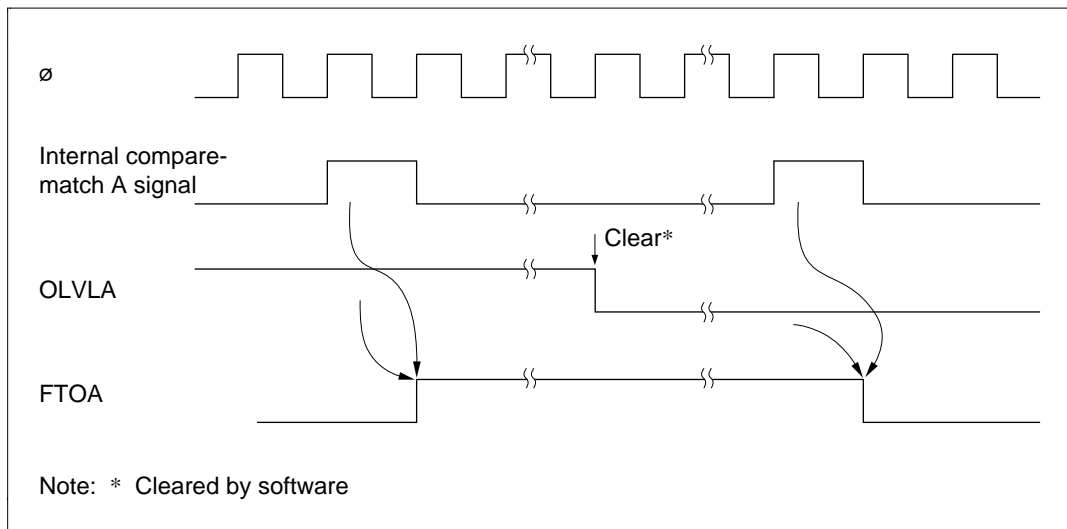 ø
Internal compare-
match A signal
Clear*
OLVLA
FTOA
Note: * Cleared by software